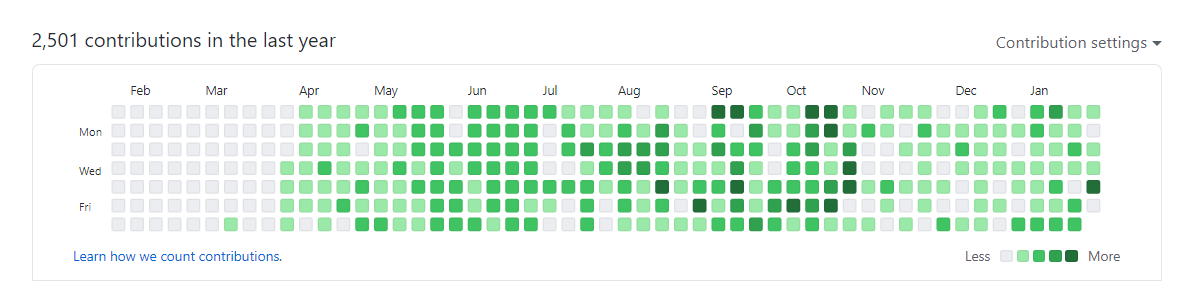 2,501 contributions in the last year
Contribution settings
Feb Mar Apr May Jun Jul Aug Sep Oct Nov Dec Jan
Mon
Wed
Fri
Learn how we count contributions.
Less More